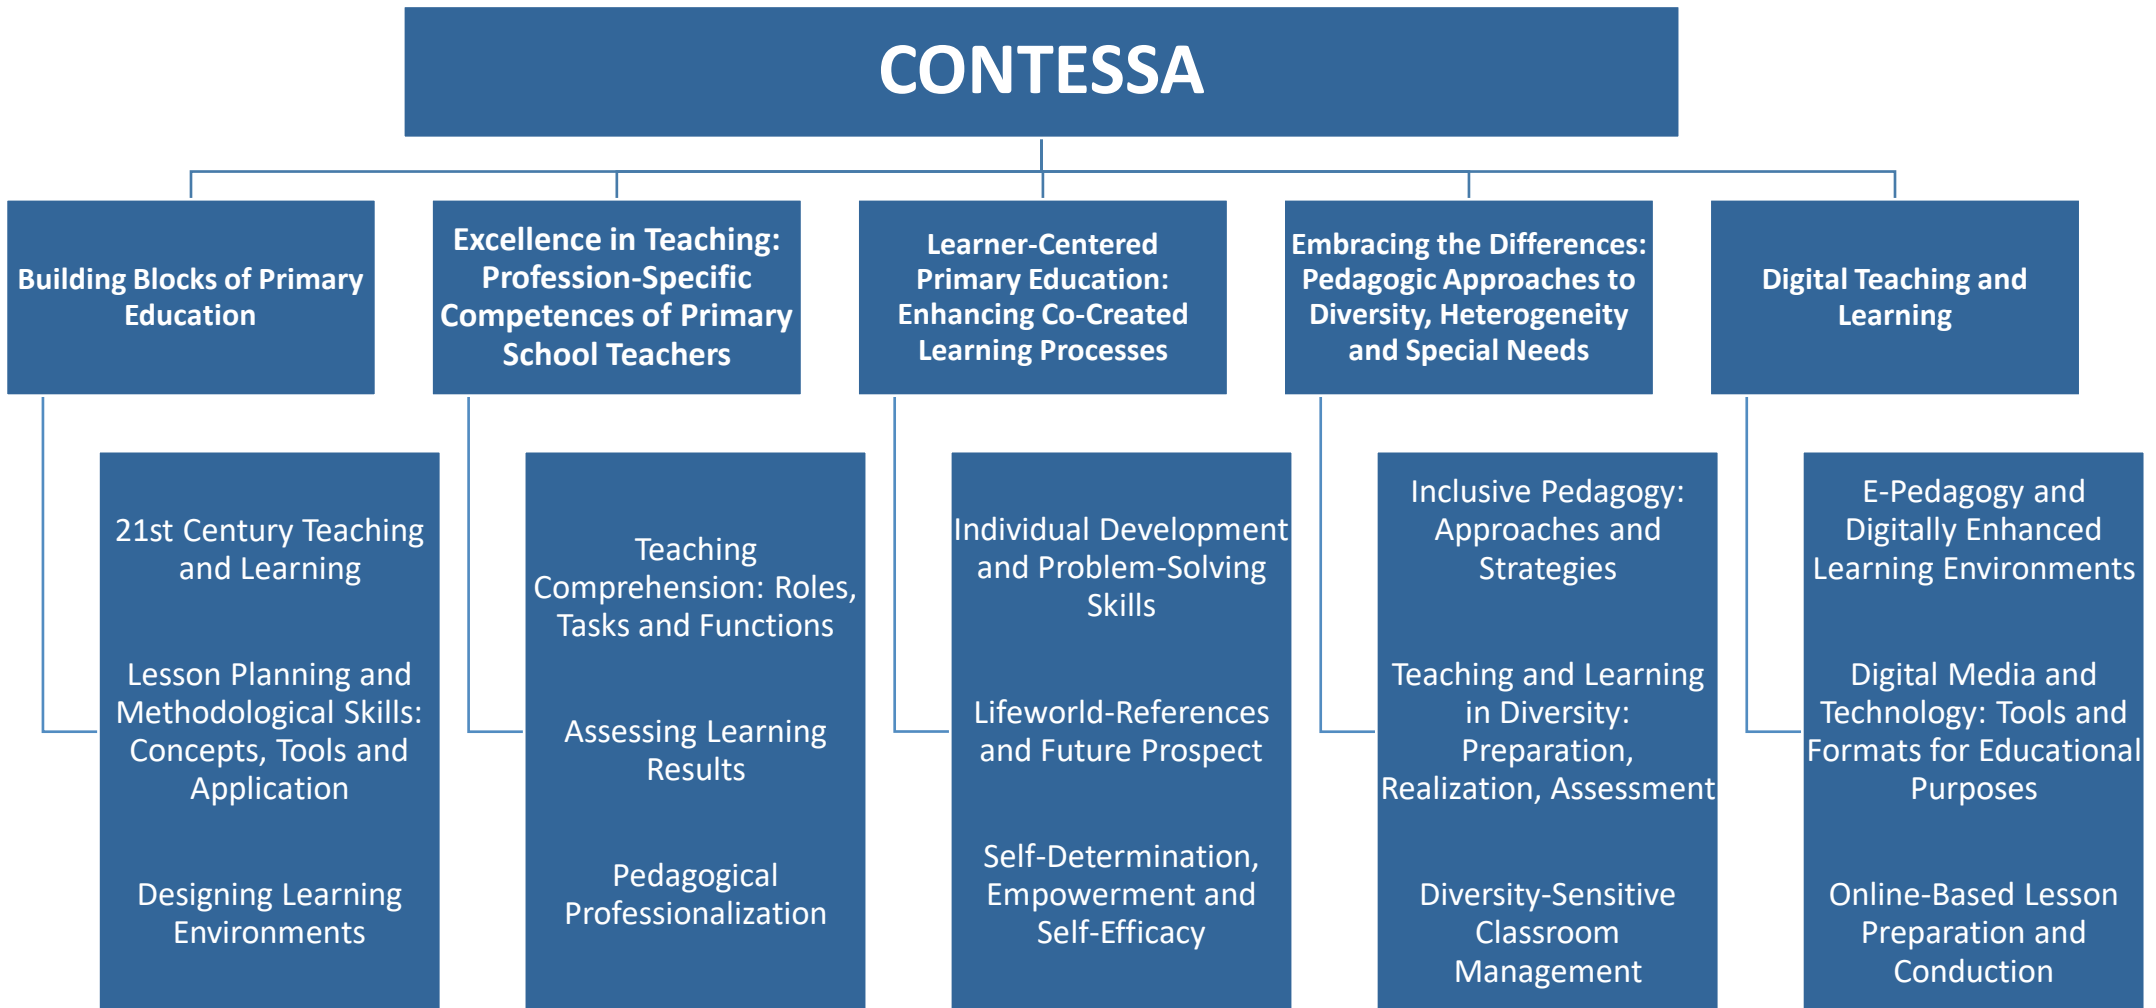 CONTESSA
Building Blocks of Primary
Education
Excellence in Teaching:
Profession-Specific
Competences of Primary
School Teachers
Learner-Centered
Primary Education:
Enhancing Co-Created
Learning Processes
Embracing the Differences:
Pedagogic Approaches to
Diversity, Heterogeneity
and Special Needs
Digital Teaching and
Learning
21st Century Teaching
and Learning
Lesson Planning and
Methodological Skills:
Concepts, Tools and
Application
Designing Learning
Environments
Teaching
Comprehension: Roles,
Tasks and Functions
Assessing Learning
Results
Pedagogical
Professionalization
Individual Development
and Problem-Solving
Skills
Lifeworld-References
and Future Prospect
Self-Determination,
Empowerment and
Self-Efficacy
Inclusive Pedagogy:
Approaches and
Strategies
Teaching and Learning
in Diversity:
Preparation,
Realization, Assessment
Diversity-Sensitive
Classroom
Management
E-Pedagogy and
Digitally Enhanced
Learning Environments
Digital Media and
Technology: Tools and
Formats for Educational
Purposes
Online-Based Lesson
Preparation and
Conduction